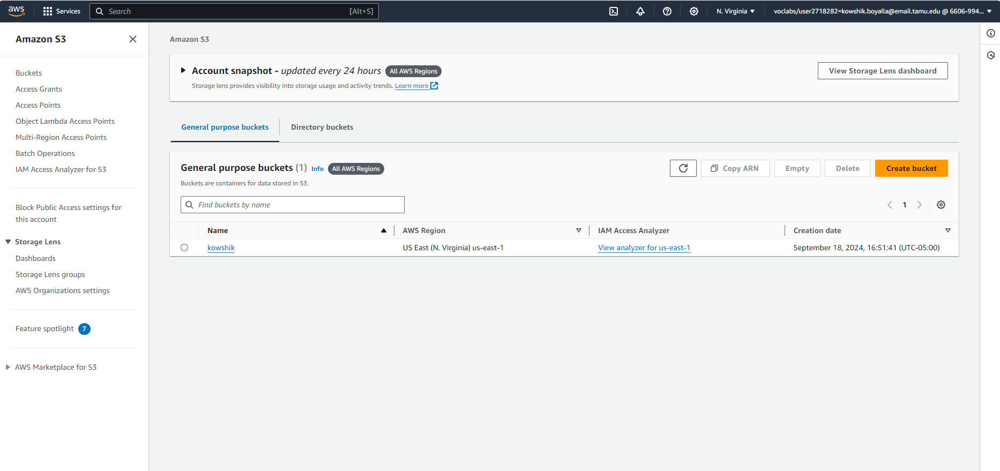 aws Services Search [Alt+S] N. Virginia voclabs/user2718282=kowshik.boyalla@email.tamu.edu @ 6606-994...
Amazon S3
Buckets
Access Grants
Access Points
Object Lambda Access Points
Multi-Region Access Points
Batch Operations
IAM Access Analyzer for S3
Block Public Access settings for
this account
Storage Lens
Dashboards
Storage Lens groups
AWS Organizations settings
Feature spotlight 7
AWS Marketplace for S3
Amazon S3
Account snapshot - updated every 24 hours All AWS Regions View Storage Lens dashboard
Storage lens provides visibility into storage usage and activity trends. Learn more
General purpose buckets Directory buckets
General purpose buckets (1) Info All AWS Regions Copy ARN Empty Delete Create bucket
Buckets are containers for data stored in S3.
Find buckets by name 1
Name AWS Region IAM Access Analyzer Creation date
kowshik US East (N. Virginia) us-east-1 View analyzer for us-east-1 September 18, 2024, 16:51:41 (UTC-05:00)